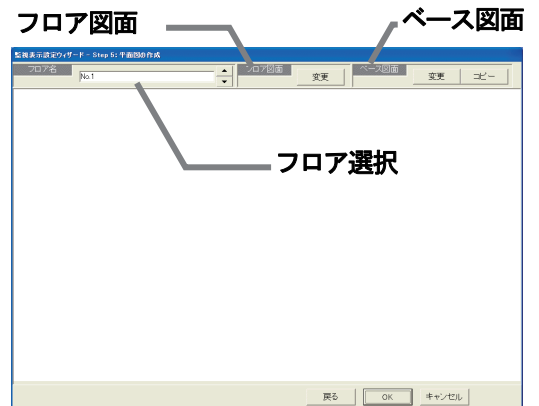 フロア図面
ベース図面
監視表示設定ウィザード - Step 5: 平面図の作成
フロア名 No.1 フロア図面 変更 ベース図面 変更 コピー
フロア選択
戻る OK キャンセル